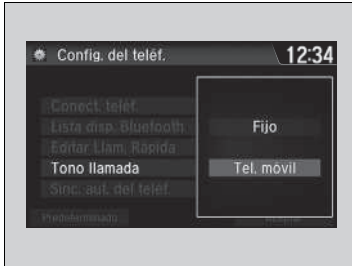 Config. del teléf.
12:34
Conect. teléf.
Lista disp. Bluetooth
Editar Llam. Rápida
Tono llamada
Sinc. aut. del teléf.
Fijo
Tel. móvil
Predeterminado